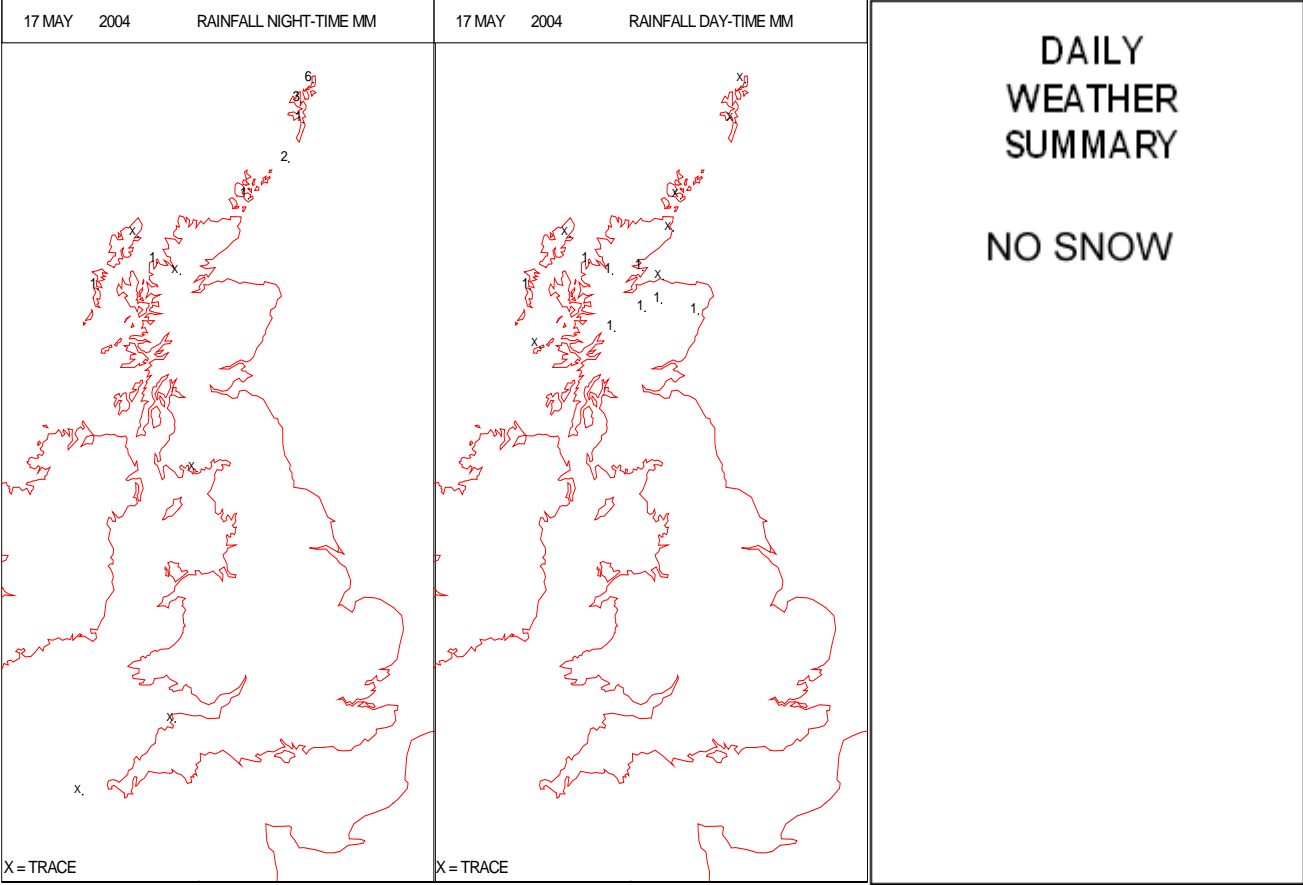 17 MAY 2004 RAINFALL NIGHT-TIME MM
6.
3.
1.
2.
1.
X.
1.
X.
1.
X.
X.
X.
X = TRACE
17 MAY 2004 RAINFALL DAY-TIME MM
X.
X.
X.
X.
X.
1.
1.
1.
X.
1.
1.
1.
1.
1.
X.
X = TRACE
DAILY
WEATHER
SUMMARY
NO SNOW